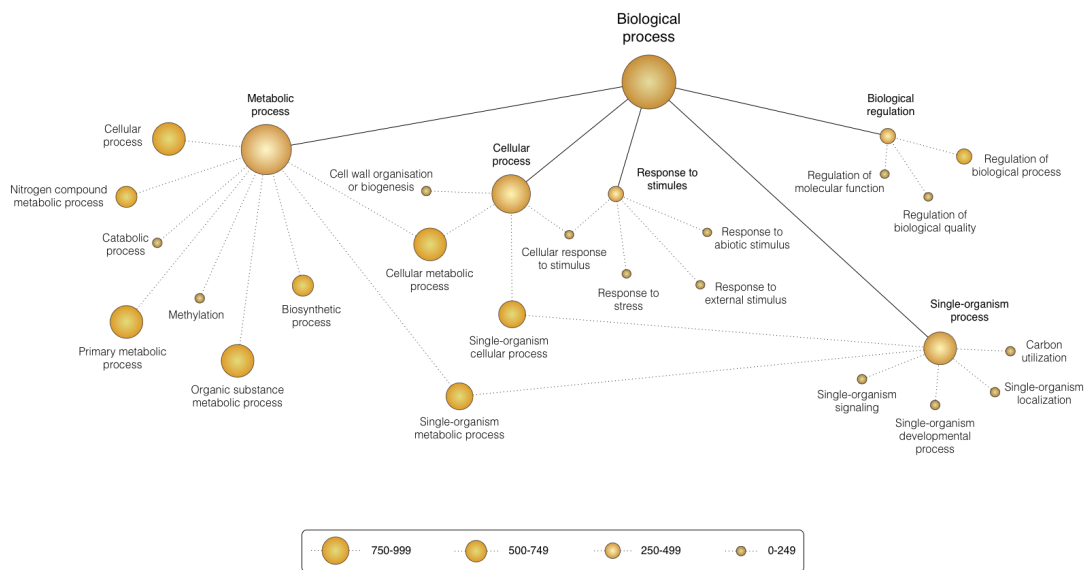 Biological
process
Metabolic
process
Biological
regulation
Cellular
process
Cellular
process
Cell wall organisation
or biogenesis
Response to
stimules
Regulation of
biological process
Regulation of
molecular function
Nitrogen compound
metabolic process
Regulation of
biological quality
Catabolic
process
Cellular metabolic
process
Cellular response
to stimulus
Response to
abiotic stimulus
Response to
stress
Response to
external stimulus
Methylation
Biosynthetic
process
Single-organism
process
Primary metabolic
process
Single-organism
cellular process
Carbon
utilization
Organic substance
metabolic process
Single-organism
signaling
Single-organism
localization
Single-organism
metabolic process
Single-organism
developmental
process
750-999
500-749
250-499
0-249